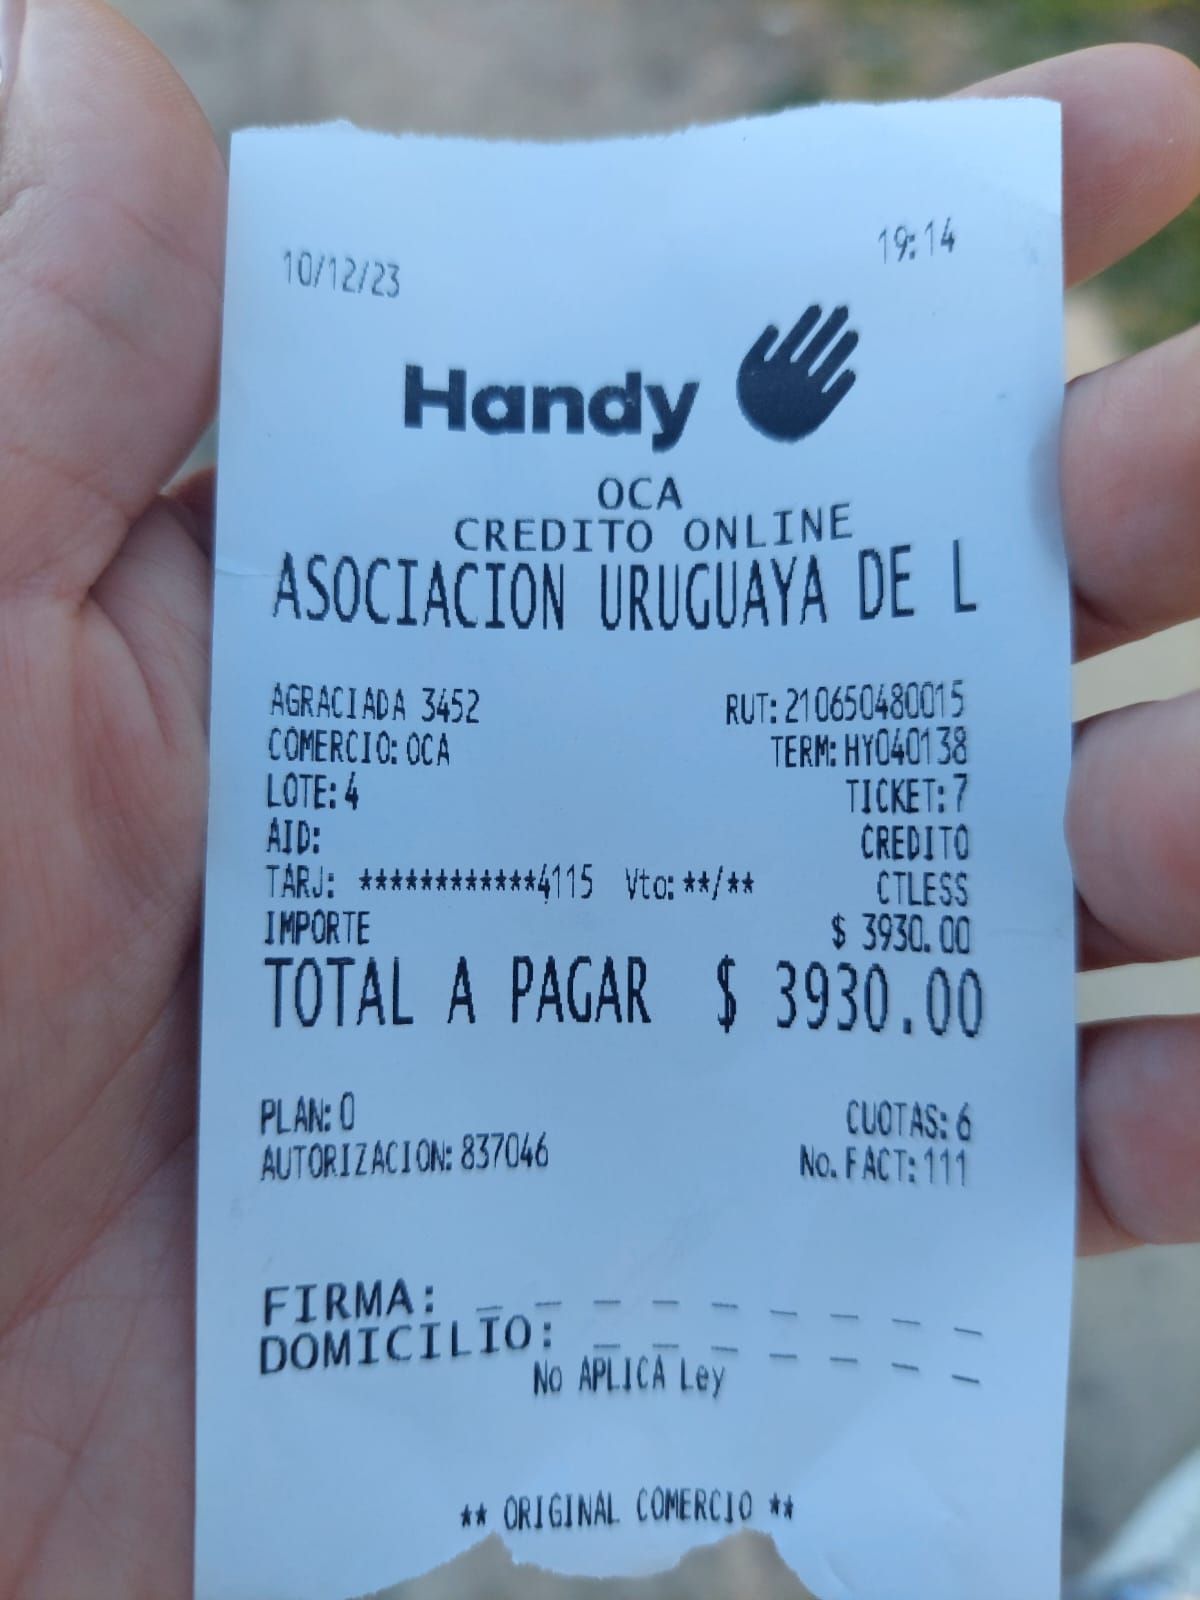 10/12/23 19:14
Handy
OCA
CREDITO ONLINE
ASOCIACION URUGUAYA DE L
AGRACIADA 3452 RUT:210650480015
COMERCIO:OCA TERM:HY040138
LOTE:4 TICKET:7
AID: CREDITO
TARJ: ************4115 Vto:**/** CTLESS
IMPORTE $ 3930.00
TOTAL A PAGAR $ 3930.00
PLAN:0 CUOTAS:6
AUTORIZACION:837046 No.FACT:111
FIRMA: _ _ _ _ _ _ _ _ _
DOMICILIO: _ _ _ _ _ _ _
No APLICA Ley
** ORIGINAL COMERCIO **